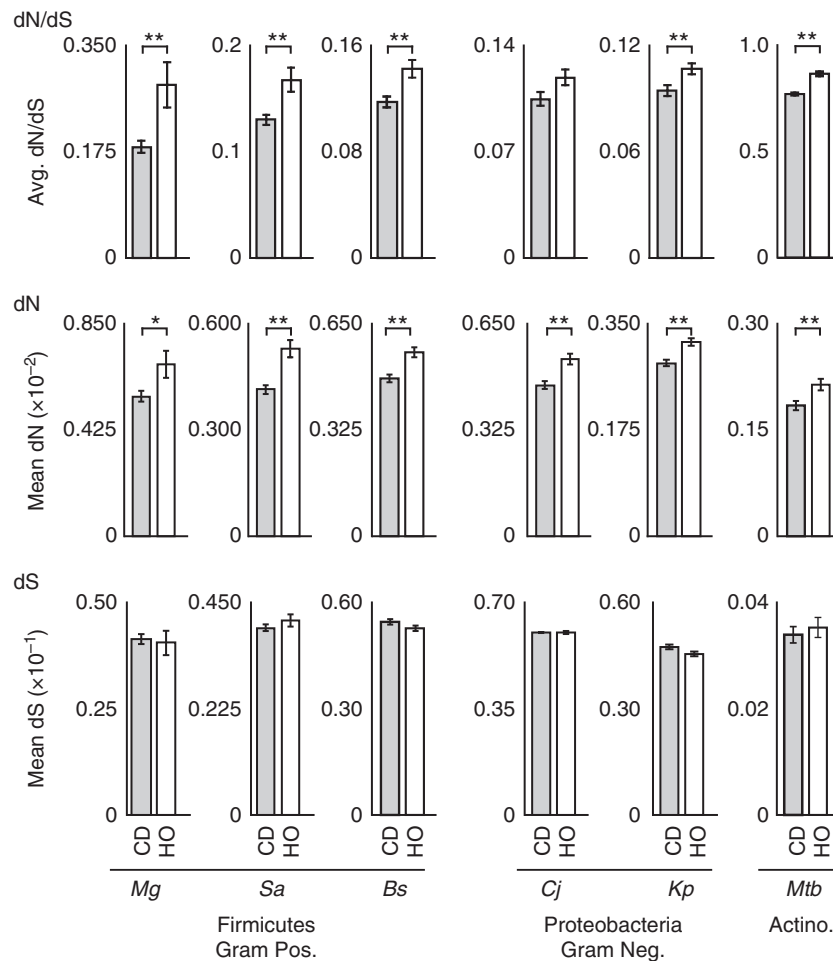 dN/dS
** ** ** ** **
0.350 0.2 0.16 0.14 0.12 1.0
Avg. dN/dS
0.175 0.1 0.08 0.07 0.06 0.5
0 0 0 0 0 0
dN
* ** ** ** ** **
0.850 0.600 0.650 0.650 0.350 0.30
Mean dN (×10⁻²)
0.425 0.300 0.325 0.325 0.175 0.15
0 0 0 0 0 0
dS
0.50 0.450 0.60 0.70 0.60 0.04
Mean dS (×10⁻¹)
0.25 0.225 0.30 0.35 0.30 0.02
0 0 0 0 0 0
CD HO CD HO CD HO CD HO CD HO CD HO
Mg Sa Bs Cj Kp Mtb
Firmicutes Proteobacteria Actino.
Gram Pos. Gram Neg.